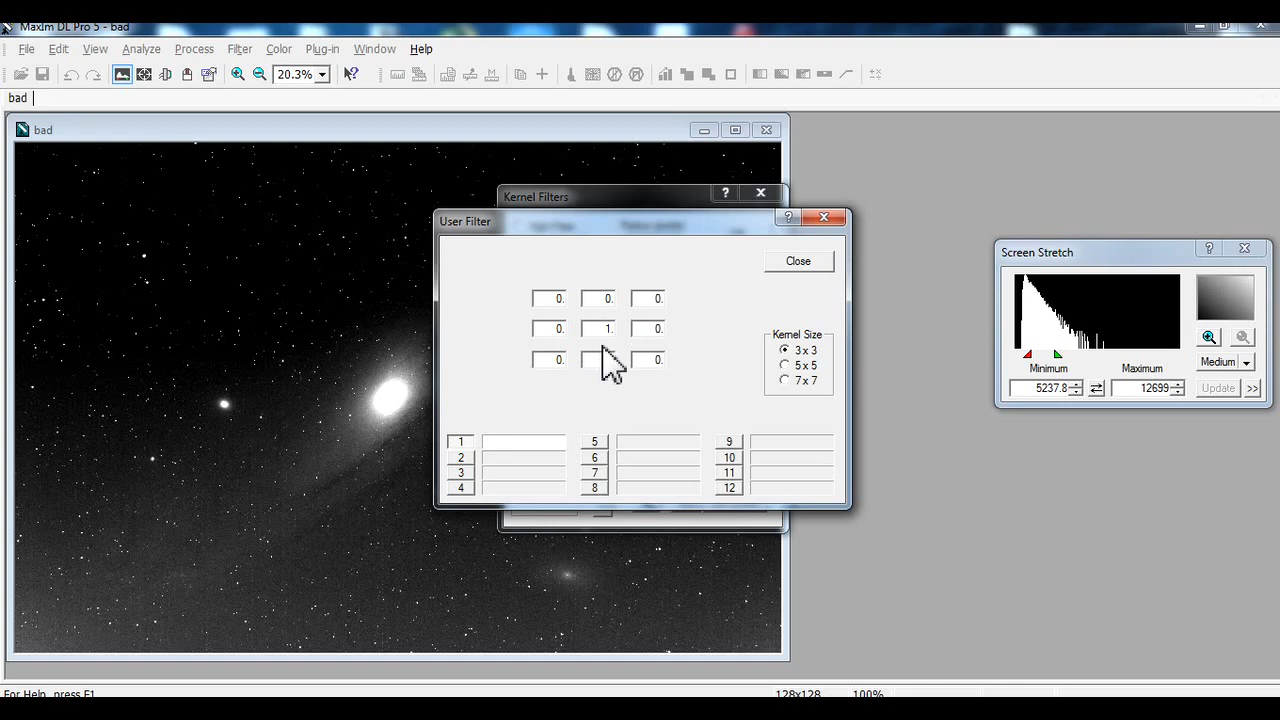 MaxIm DL Pro 5 - bad
File Edit View Analyze Process Filter Color Plug-in Window Help
20.3%
bad
bad
Kernel Filters
User Filter
Close
0. 0. 0.
0. 1. 0.
0. 0.
Kernel Size
3 x 3
5 x 5
7 x 7
1 5 9
2 6 10
3 7 11
4 8 12
Screen Stretch
Medium
Minimum Maximum
5237.8 12699 Update >>
For Help, press F1 128x128 100%